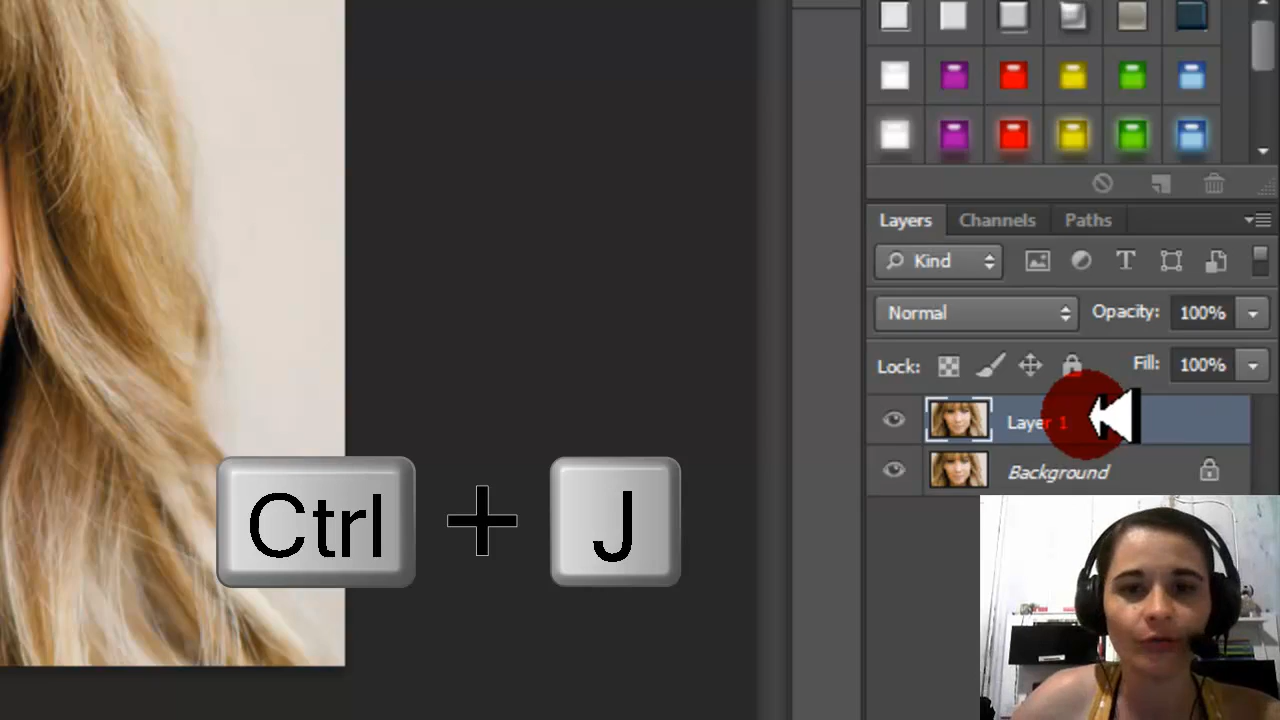 Layers Channels Paths
Kind
Normal Opacity: 100%
Lock: Fill: 100%
Layer 1
Background
Ctrl + J